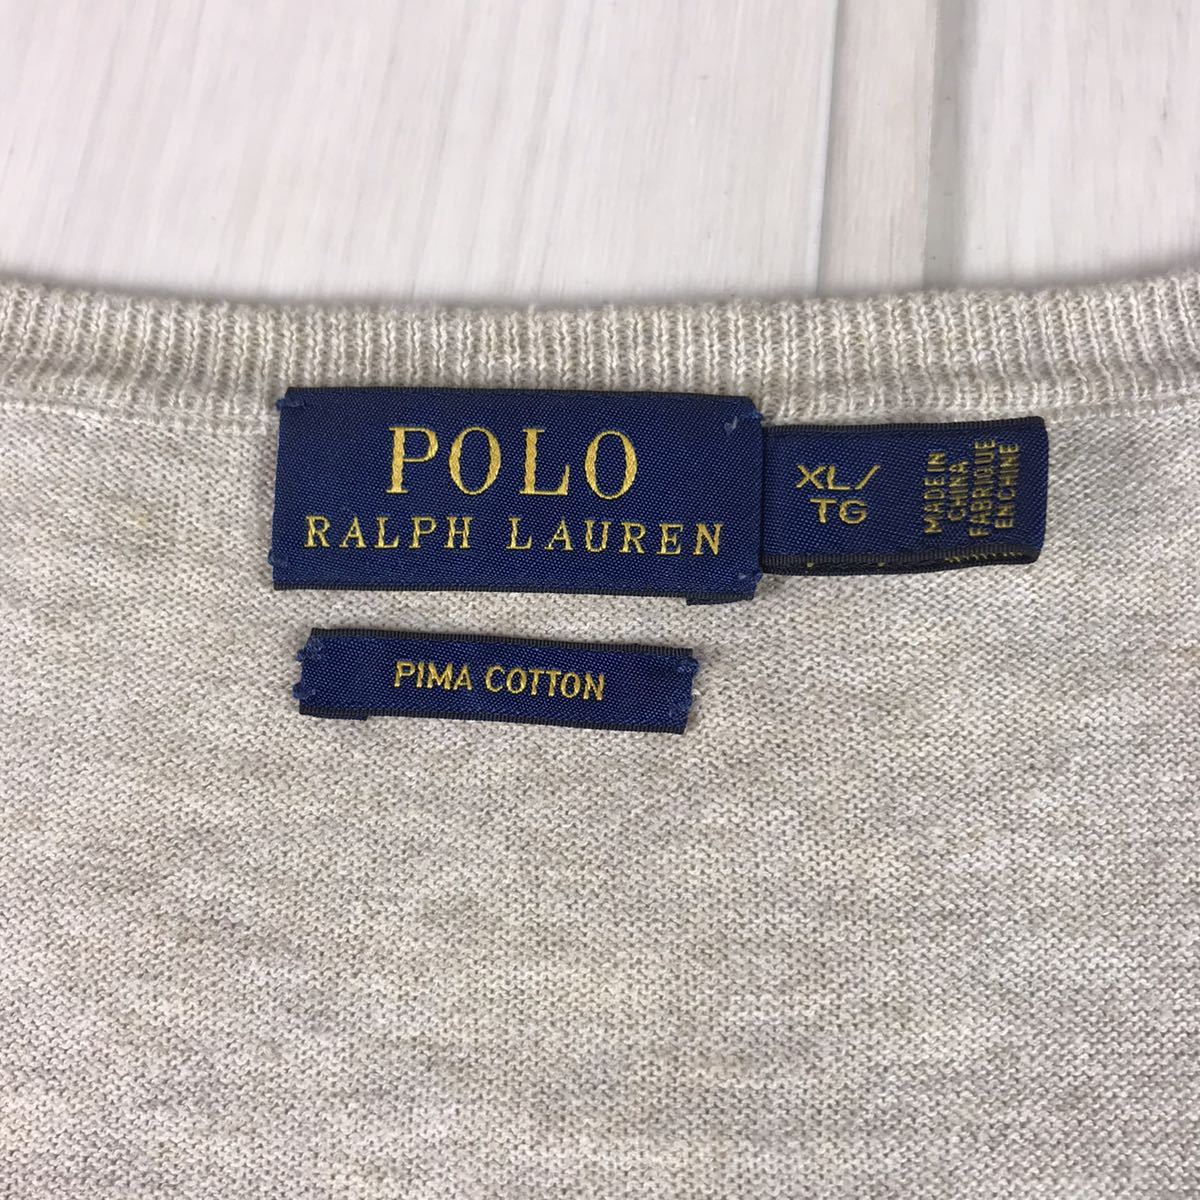 POLO
RALPH LAUREN
XL/
TG
MADE IN
CHINA
FABRIQUE
EN CHINE
PIMA COTTON